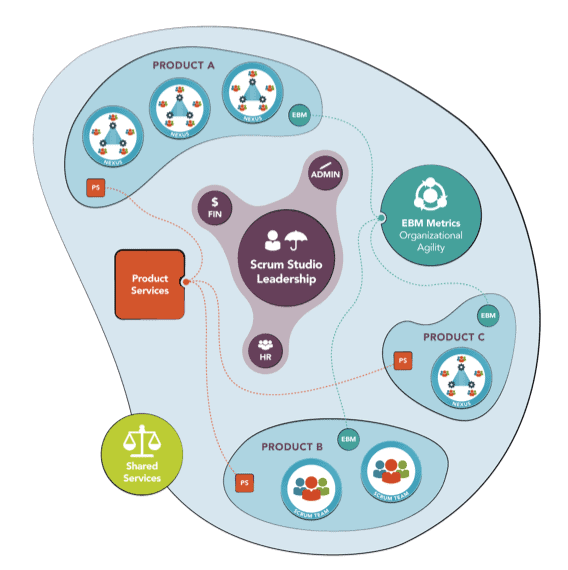 PRODUCT A
NEXUS
NEXUS
NEXUS
EBM
PS
ADMIN
$
FIN
EBM Metrics
Organizational
Agility
Scrum Studio
Leadership
Product
Services
EBM
PRODUCT C
HR
PS
NEXUS
Shared
Services
PRODUCT B
EBM
PS
SCRUM TEAM
SCRUM TEAM